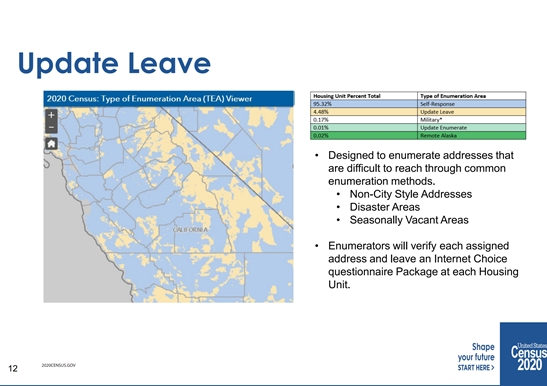 Update Leave
2020 Census: Type of Enumeration Area (TEA) Viewer
+
−
CALIFORNIA
Housing Unit Percent Total Type of Enumeration Area
95.32% Self-Response
4.48% Update Leave
0.17% Military*
0.01% Update Enumerate
0.02% Remote Alaska
• Designed to enumerate addresses that
are difficult to reach through common
enumeration methods.
• Non-City Style Addresses
• Disaster Areas
• Seasonally Vacant Areas
• Enumerators will verify each assigned
address and leave an Internet Choice
questionnaire Package at each Housing
Unit.
12
2020CENSUS.GOV
Shape
your future
START HERE >
United States
Census
2020